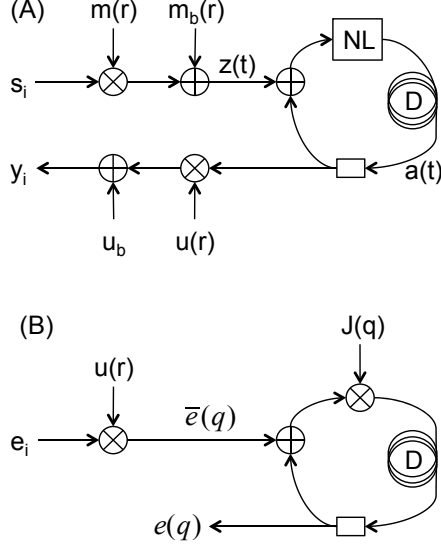 (A)
m(r) m_b(r)
NL
s_i z(t)
D
y_i a(t)
u_b u(r)
(B)
J(q)
u(r)
e_i e̅(q)
D
e(q)